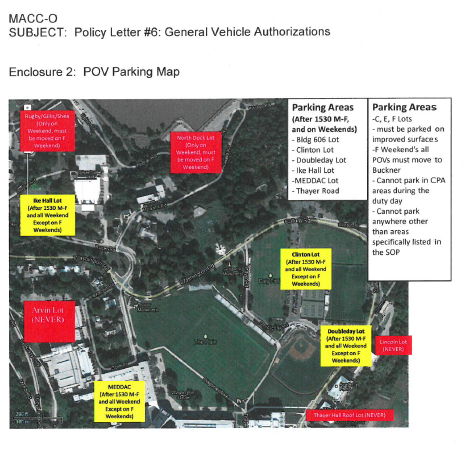 MACC-O
SUBJECT: Policy Letter #6: General Vehicle Authorizations
Enclosure 2: POV Parking Map
Rugby/Gillis/Shea
(Only on
Weekend, must
be moved on F
Weekends)
North Dock Lot
(Only on
Weekend, must
be moved on F
Weekends)
Parking Areas
(After 1530 M-F,
and on Weekends)
- Bldg 606 Lot
- Clinton Lot
- Doubleday Lot
- Ike Hall Lot
-MEDDAC Lot
- Thayer Road
Parking Areas
-C, E, F Lots
- must be parked on
improved surfaces
-F Weekend's all
POVs must move to
Buckner
- Cannot park in CPA
areas during the
duty day
- Cannot park
anywhere other
than areas
specifically listed in
the SOP
Ike Hall Lot
(After 1530 M-F
and all Weekend
Except on F
Weekends)
Clinton Lot
(After 1530 M-F
and all Weekend
Except on F
Weekends)
Arvin Lot
(NEVER)
Doubleday Lot
(After 1530 M-F
and all Weekend
Except on F
Weekends)
Lincoln Lot
(NEVER)
MEDDAC
(After 1530 M-F
and all Weekend
Except on F
Weekends)
Thayer Hall Roof Lot (NEVER)